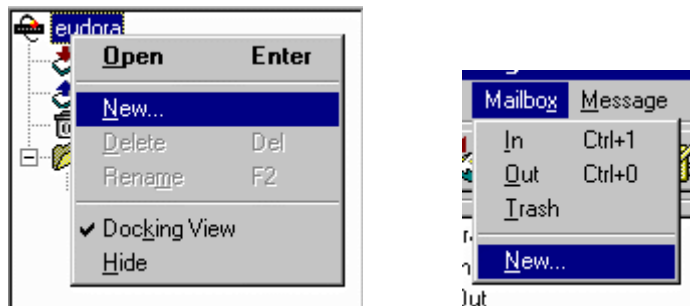 eudora
Open Enter
New...
Delete Del
Rename F2
Docking View
Hide
Mailbox Message
In Ctrl+1
Out Ctrl+0
Trash
New...
Out